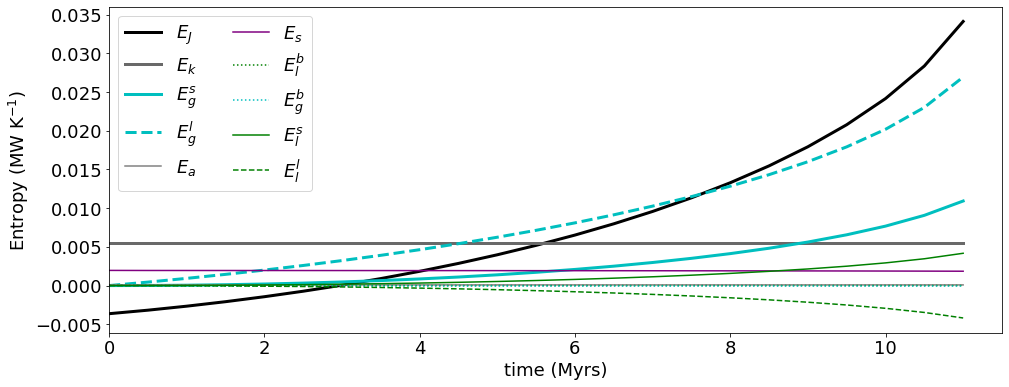 Entropy (MW K⁻¹)
0.035
0.030
0.025
0.020
0.015
0.010
0.005
0.000
−0.005
E_J
E_k
E_g^s
E_g^l
E_a
E_s
E_l^b
E_g^b
E_l^s
E_l^l
0 2 4 6 8 10
time (Myrs)